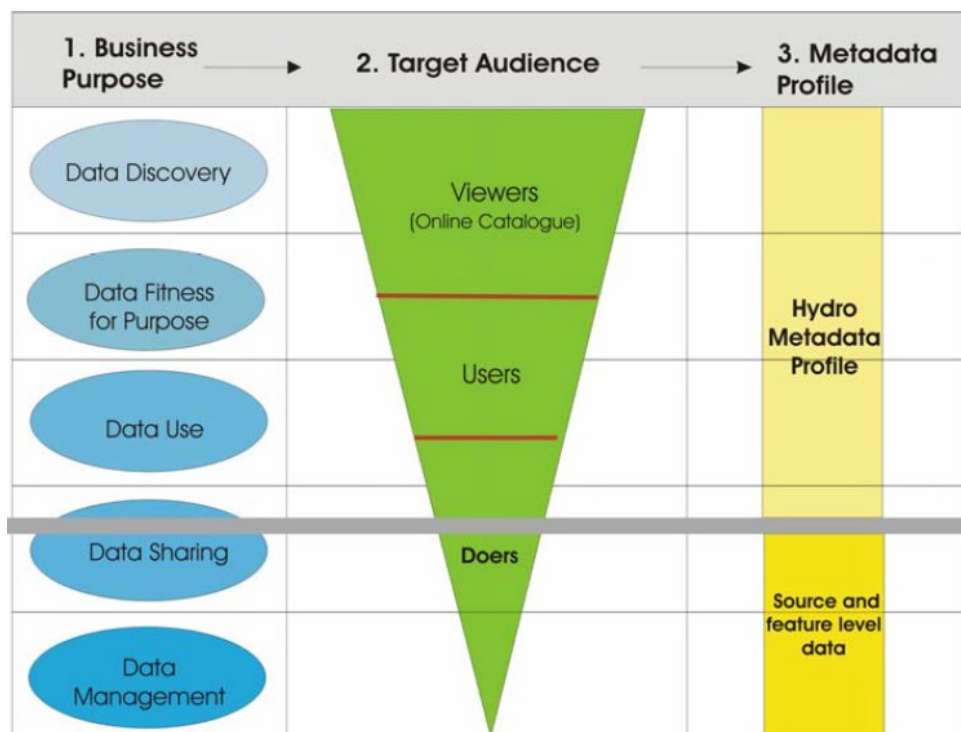 1. Business
Purpose
2. Target Audience
3. Metadata
Profile
Data Discovery
Viewers
(Online Catalogue)
Data Fitness
for Purpose
Hydro
Metadata
Profile
Users
Data Use
Data Sharing
Doers
Source and
feature level
data
Data
Management